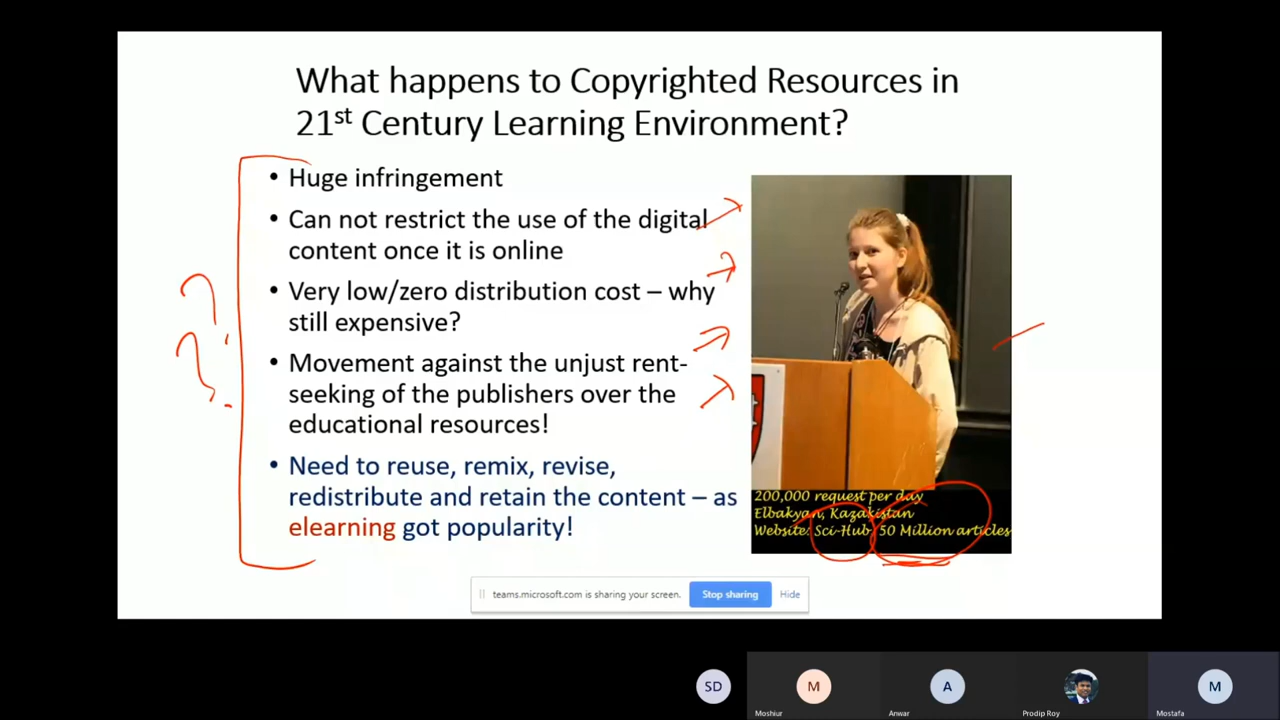 What happens to Copyrighted Resources in
21st Century Learning Environment?
• Huge infringement
• Can not restrict the use of the digital
content once it is online
• Very low/zero distribution cost – why
still expensive?
• Movement against the unjust rent-
seeking of the publishers over the
educational resources!
• Need to reuse, remix, revise,
redistribute and retain the content – as
elearning got popularity!
? ?
200,000 request per day
Elbakyan, Kazakistan
Website: Sci-Hub, 50 Million articles
teams.microsoft.com is sharing your screen.
Stop sharing
Hide
SD
M
A
M
Moshiur
Anwar
Prodip Roy
Mostafa